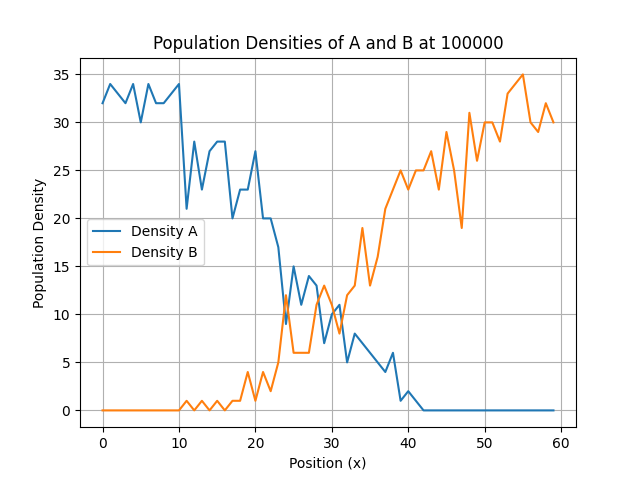 Population Densities of A and B at 100000
Population Density
35
30
25
20
15
10
5
0
Density A
Density B
0 10 20 30 40 50 60
Position (x)